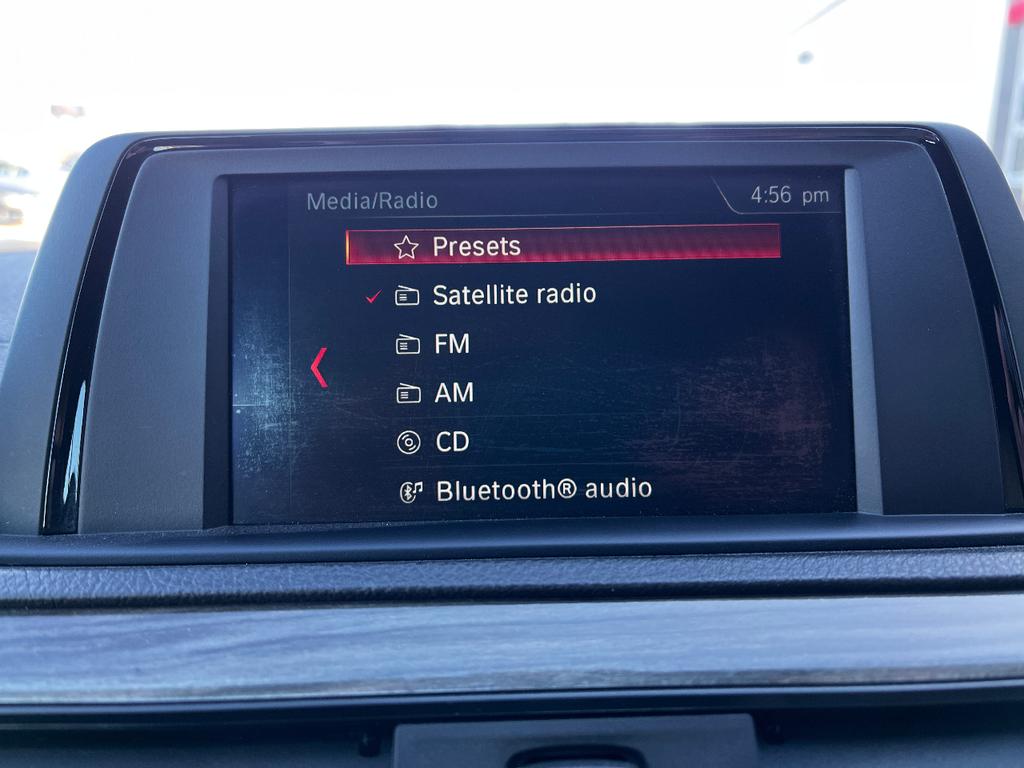 Media/Radio
4:56 pm
Presets
Satellite radio
FM
AM
CD
Bluetooth® audio